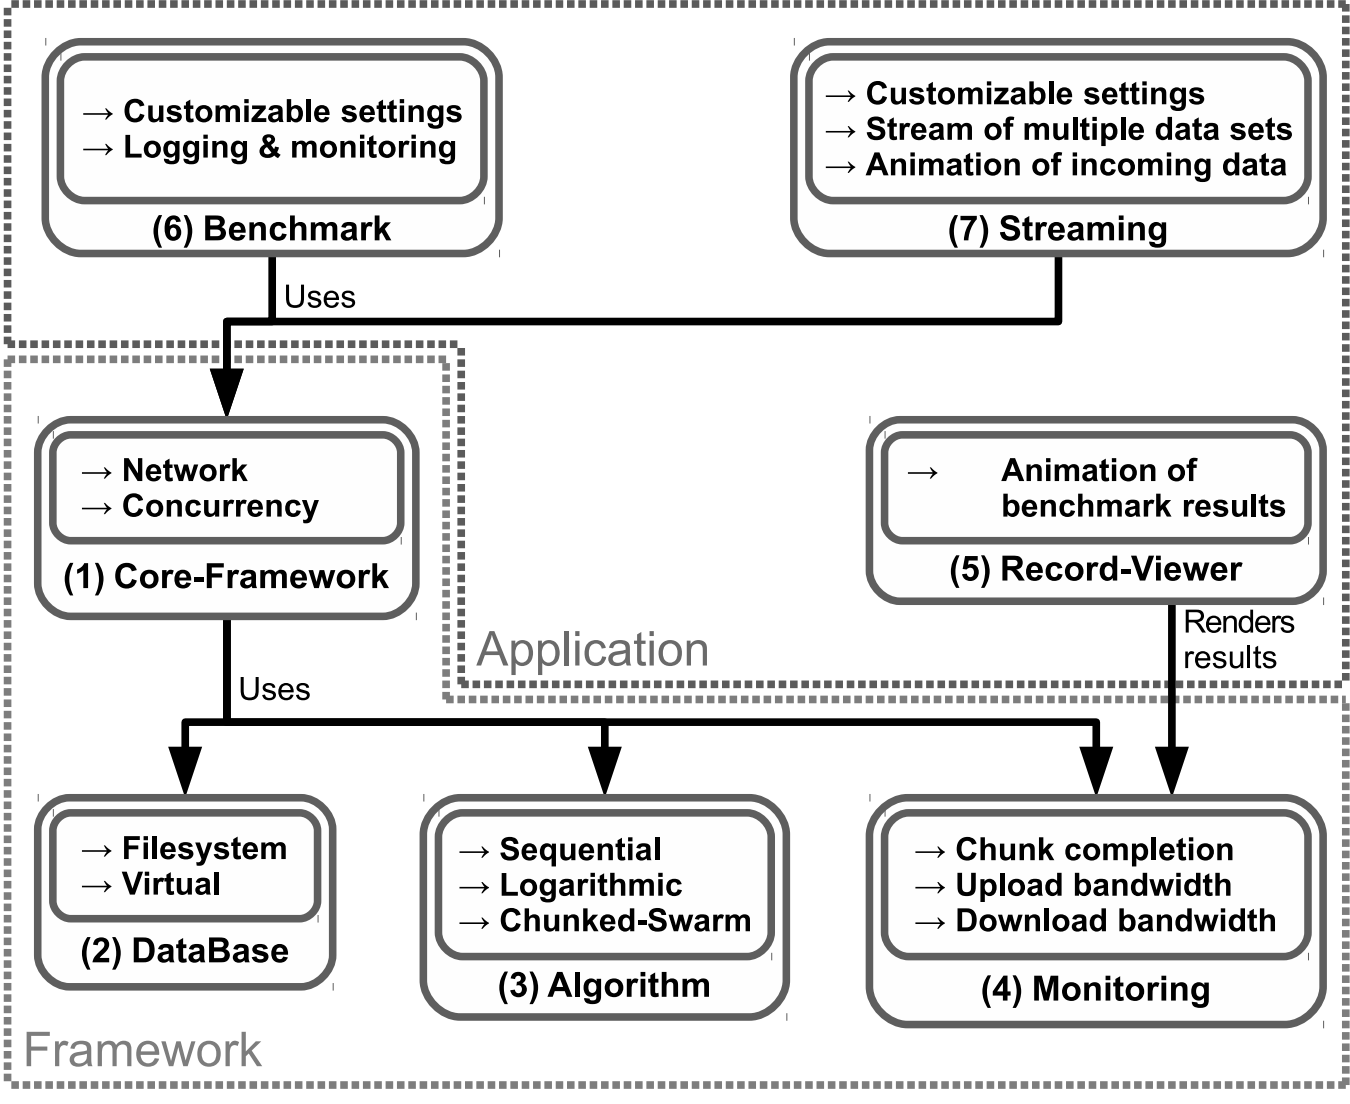 → Customizable settings
→ Logging & monitoring
(6) Benchmark
→ Customizable settings
→ Stream of multiple data sets
→ Animation of incoming data
(7) Streaming
Uses
→ Network
→ Concurrency
(1) Core-Framework
→ Animation of
benchmark results
(5) Record-Viewer
Application
Renders
results
Uses
→ Filesystem
→ Virtual
(2) DataBase
→ Sequential
→ Logarithmic
→ Chunked-Swarm
(3) Algorithm
→ Chunk completion
→ Upload bandwidth
→ Download bandwidth
(4) Monitoring
Framework